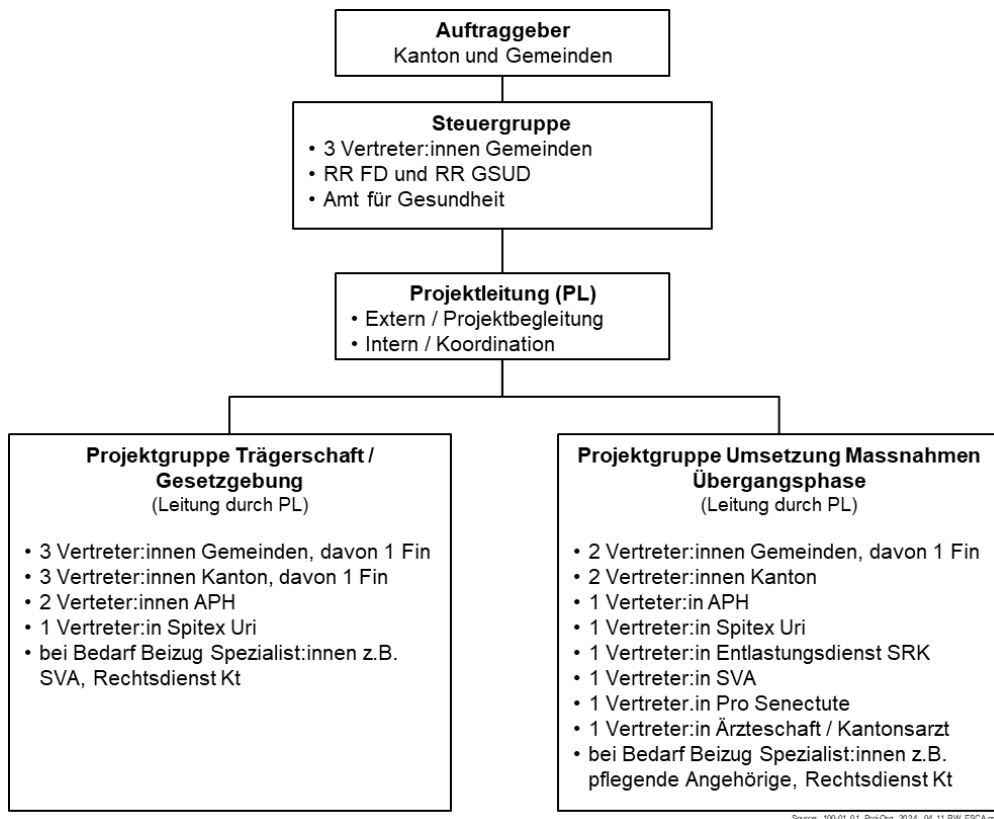 Auftraggeber
Kanton und Gemeinden
Steuergruppe
• 3 Vertreter:innen Gemeinden
• RR FD und RR GSUD
• Amt für Gesundheit
Projektleitung (PL)
• Extern / Projektbegleitung
• Intern / Koordination
Projektgruppe Trägerschaft /
Gesetzgebung
(Leitung durch PL)
• 3 Vertreter:innen Gemeinden, davon 1 Fin
• 3 Vertreter:innen Kanton, davon 1 Fin
• 2 Verteter:innen APH
• 1 Vertreter:in Spitex Uri
• bei Bedarf Beizug Spezialist:innen z.B.
SVA, Rechtsdienst Kt
Projektgruppe Umsetzung Massnahmen
Übergangsphase
(Leitung durch PL)
• 2 Vertreter:innen Gemeinden, davon 1 Fin
• 2 Vertreter:innen Kanton
• 1 Verteter:in APH
• 1 Vertreter:in Spitex Uri
• 1 Vertreter:in Entlastungsdienst SRK
• 1 Vertreter:in SVA
• 1 Vertreter.in Pro Senectute
• 1 Vertreter:in Ärzteschaft / Kantonsarzt
• bei Bedarf Beizug Spezialist:innen z.B.
pflegende Angehörige, Rechtsdienst Kt
Source: